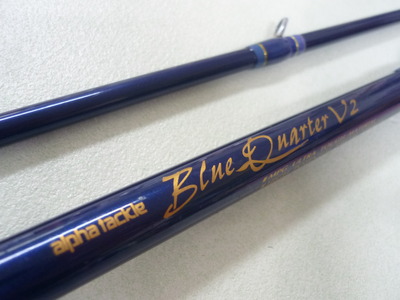 alpha tackle
Blue Quarter V2